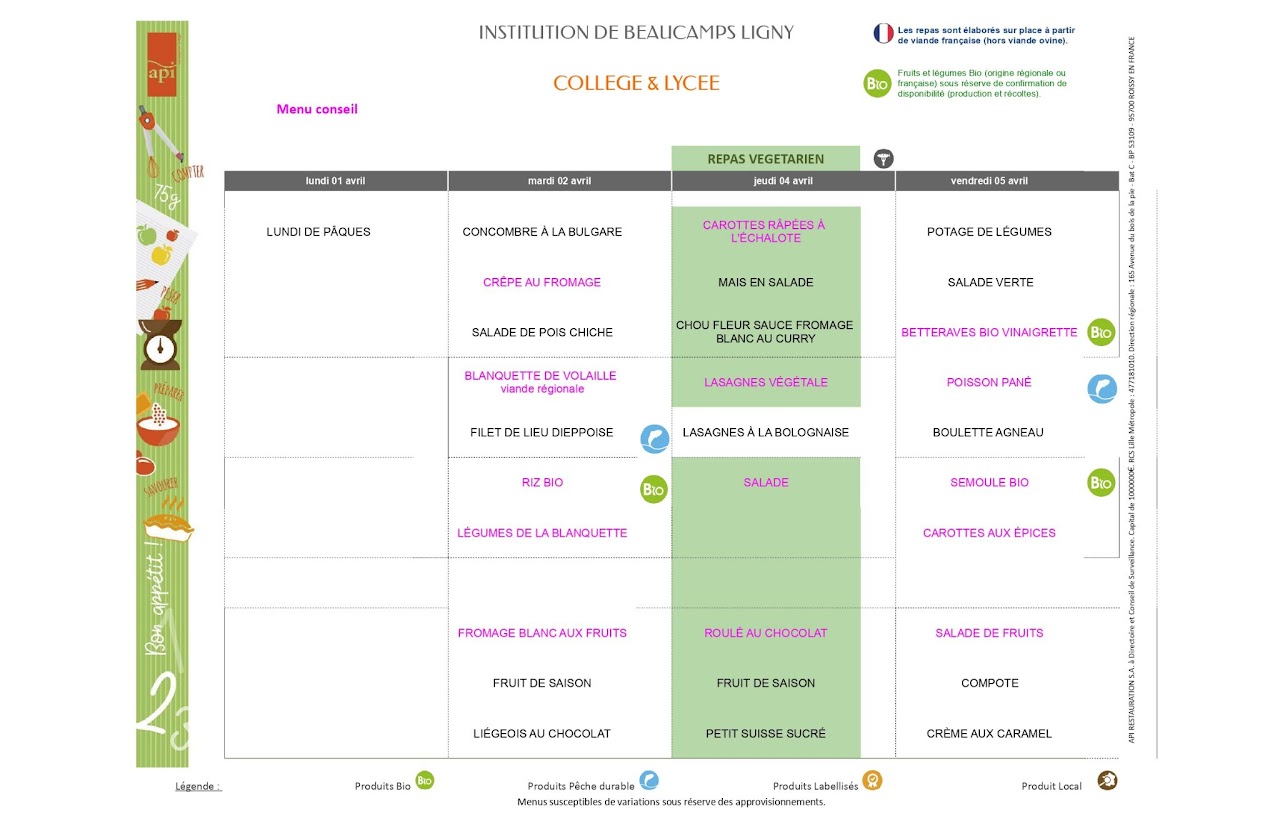 INSTITUTION DE BEAUCAMPS LIGNY
Les repas sont élaborés sur place à partir
de viande française (hors viande ovine).
api
COLLEGE & LYCEE
Bio
Fruits et légumes Bio (origine régionale ou
française) sous réserve de confirmation de
disponibilité (production et récoltes).
Menu conseil
REPAS VEGETARIEN
lundi 01 avril
mardi 02 avril
jeudi 04 avril
vendredi 05 avril
LUNDI DE PÂQUES
CONCOMBRE À LA BULGARE
CAROTTES RÂPÉES À
L'ÉCHALOTE
POTAGE DE LÉGUMES
CRÊPE AU FROMAGE
MAIS EN SALADE
SALADE VERTE
SALADE DE POIS CHICHE
CHOU FLEUR SAUCE FROMAGE
BLANC AU CURRY
BETTERAVES BIO VINAIGRETTE
Bio
BLANQUETTE DE VOLAILLE
viande régionale
LASAGNES VÉGÉTALE
POISSON PANÉ
FILET DE LIEU DIEPPOISE
LASAGNES À LA BOLOGNAISE
BOULETTE AGNEAU
RIZ BIO
Bio
SALADE
SEMOULE BIO
Bio
LÉGUMES DE LA BLANQUETTE
CAROTTES AUX ÉPICES
FROMAGE BLANC AUX FRUITS
ROULÉ AU CHOCOLAT
SALADE DE FRUITS
FRUIT DE SAISON
FRUIT DE SAISON
COMPOTE
LIÉGEOIS AU CHOCOLAT
PETIT SUISSE SUCRÉ
CRÈME AUX CARAMEL
COMPTER
75g
PESER
PRÉPARER
SAVOURER
Bon appétit !
API RESTAURATION S.A. à Directoire et Conseil de Surveillance. Capital de 1000000€. RCS Lille Métropole : 477181010. Direction régionale : 165 Avenue du bois de la pie - Bat C - BP 53109 - 95700 ROISSY EN FRANCE
Légende :
Produits Bio
Bio
Produits Pêche durable
Produits Labellisés
Produit Local
Menus susceptibles de variations sous réserve des approvisionnements.